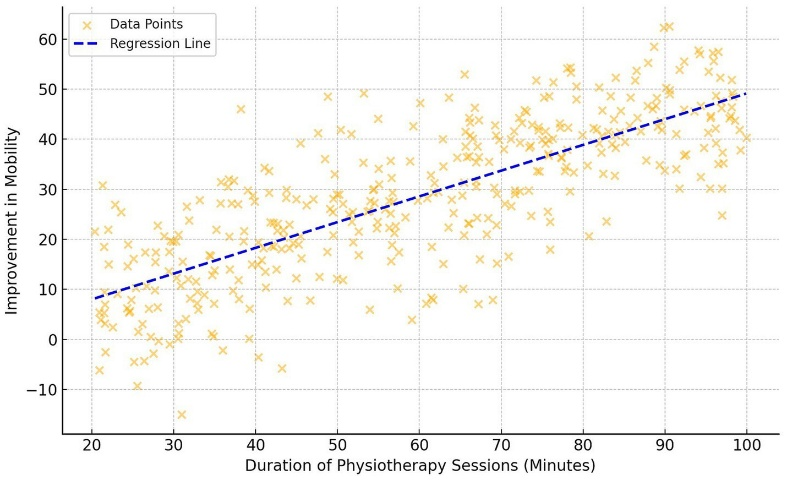 Data Points
Regression Line
Improvement in Mobility
60
50
40
30
20
10
0
−10
20 30 40 50 60 70 80 90 100
Duration of Physiotherapy Sessions (Minutes)